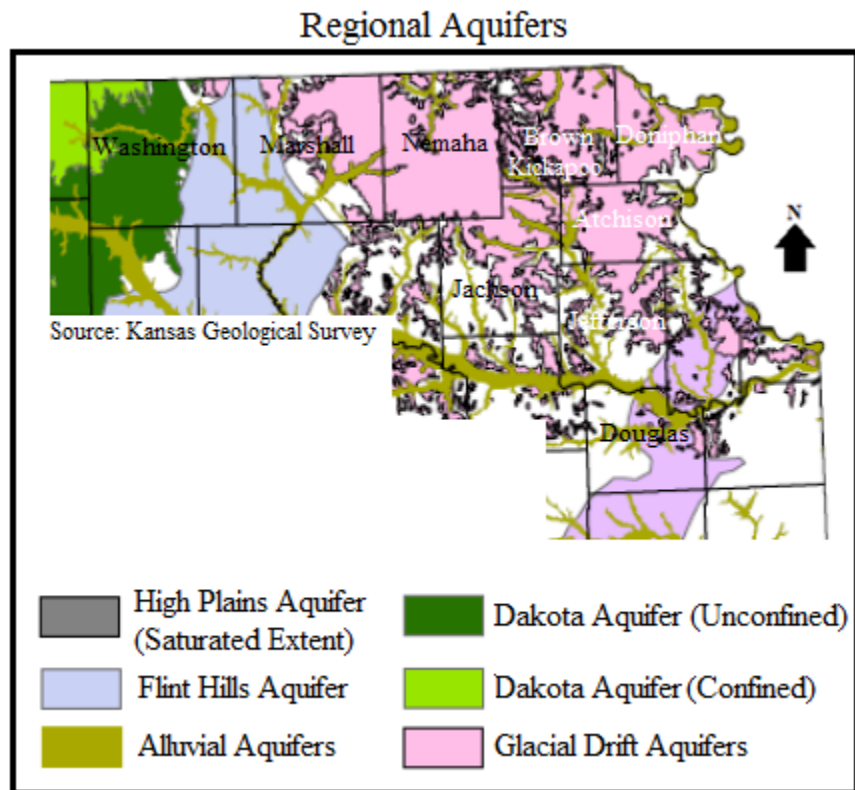 Regional Aquifers
Washington
Marshall
Nemaha
Brown
Doniphan
Kickapoo
Atchison
N
Jackson
Jefferson
Source: Kansas Geological Survey
Douglas
High Plains Aquifer
(Saturated Extent)
Dakota Aquifer (Unconfined)
Flint Hills Aquifer
Dakota Aquifer (Confined)
Alluvial Aquifers
Glacial Drift Aquifers